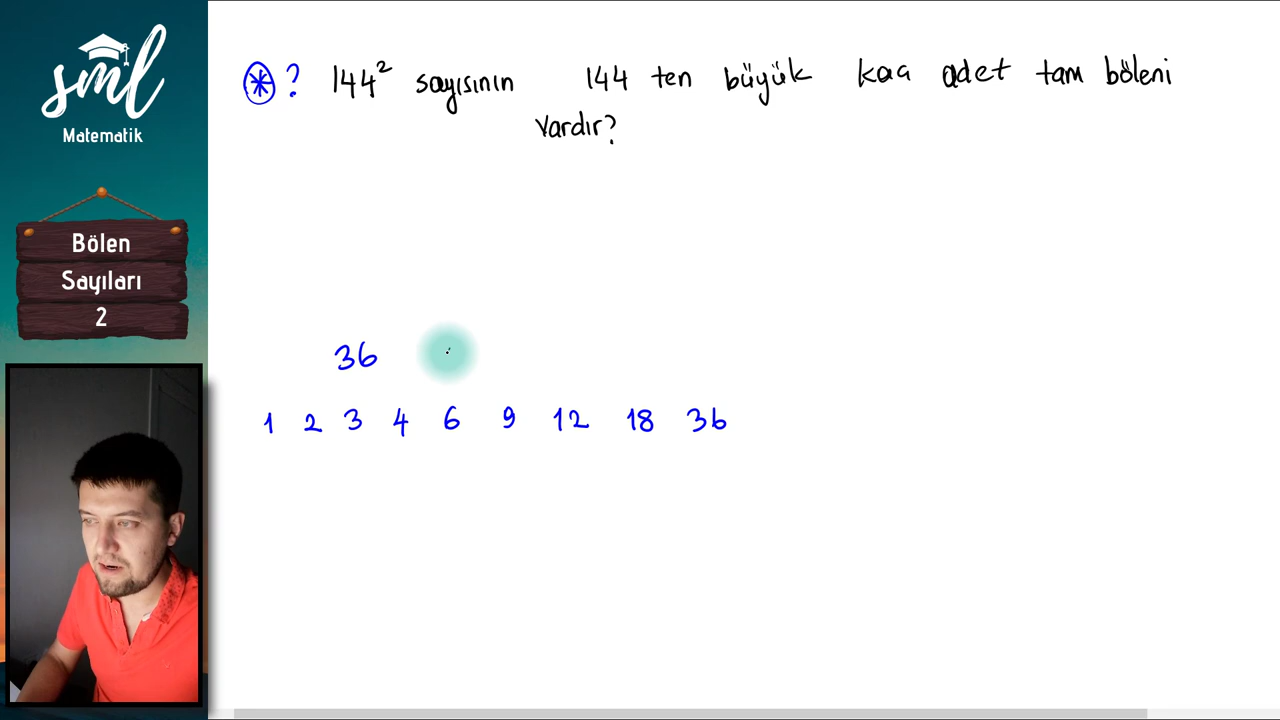 sml
Matematik
Bölen
Sayıları
2
* ? 144² sayısının 144 ten büyük kaç adet tam böleni
vardır?
36
1 2 3 4 6 9 12 18 36